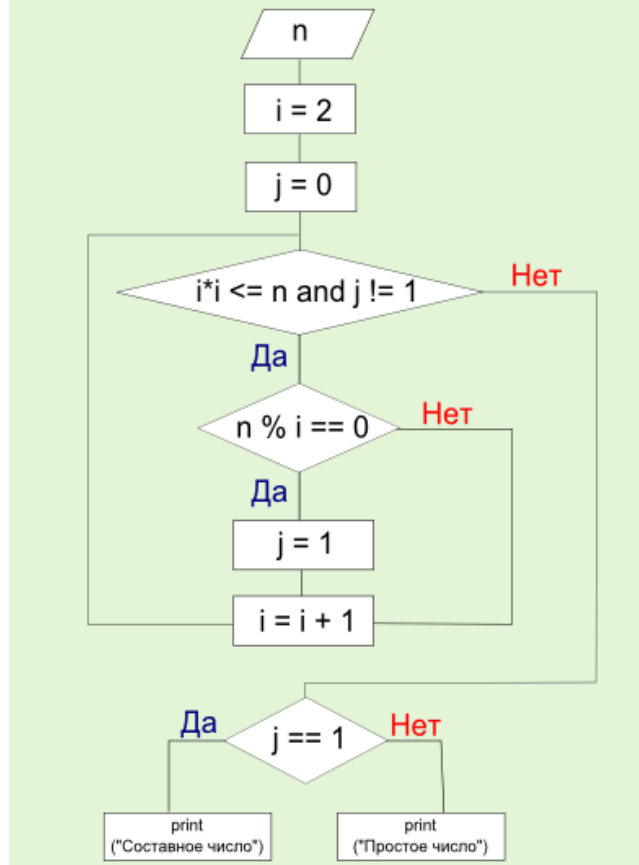 n
i = 2
j = 0
i*i <= n and j != 1
Нет
Да
n % i == 0
Нет
Да
j = 1
i = i + 1
Да
j == 1
Нет
print
("Составное число")
print
("Простое число")